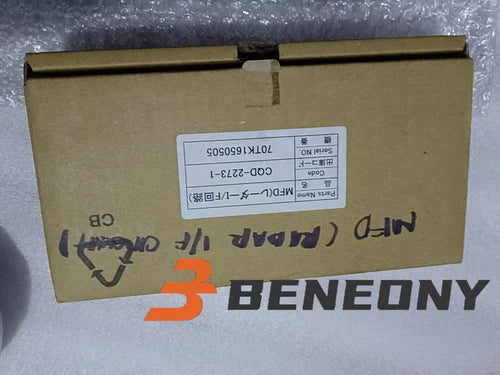 品名
Parts Name
MFD(レーダーI/F回路)
出庫コード
Code
CQD-2273-1
機番
Serial NO
70TK1650505
MFD (RADAR I/F CIRCUIT)
CB
BENEONY